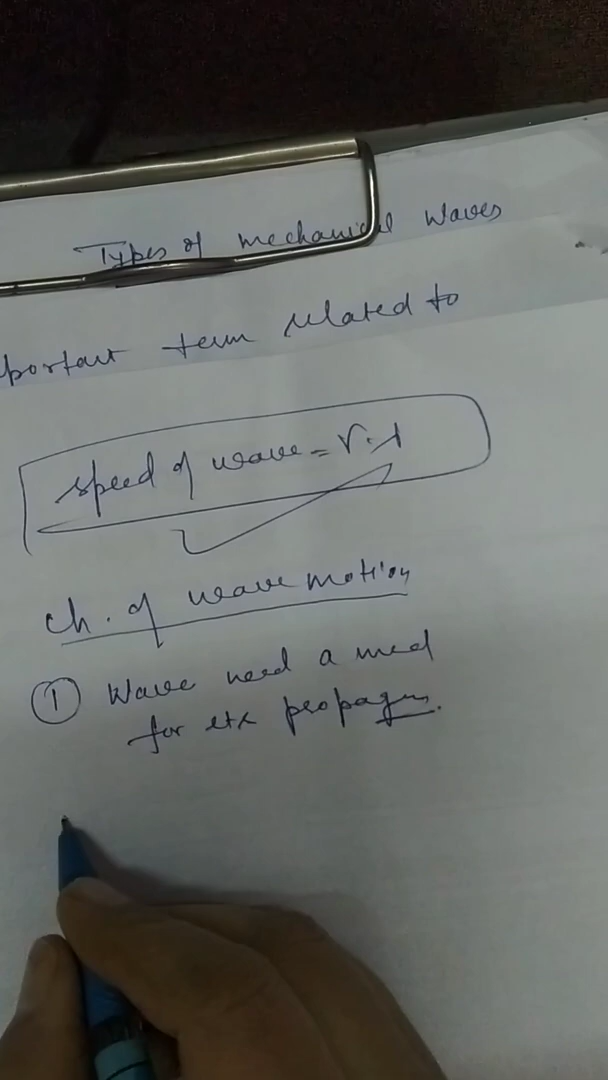 Types of mechanical waves
portant term related to
speed of wave = ν.λ
ch. of wave motion
① Wave need a med
for its propagn.